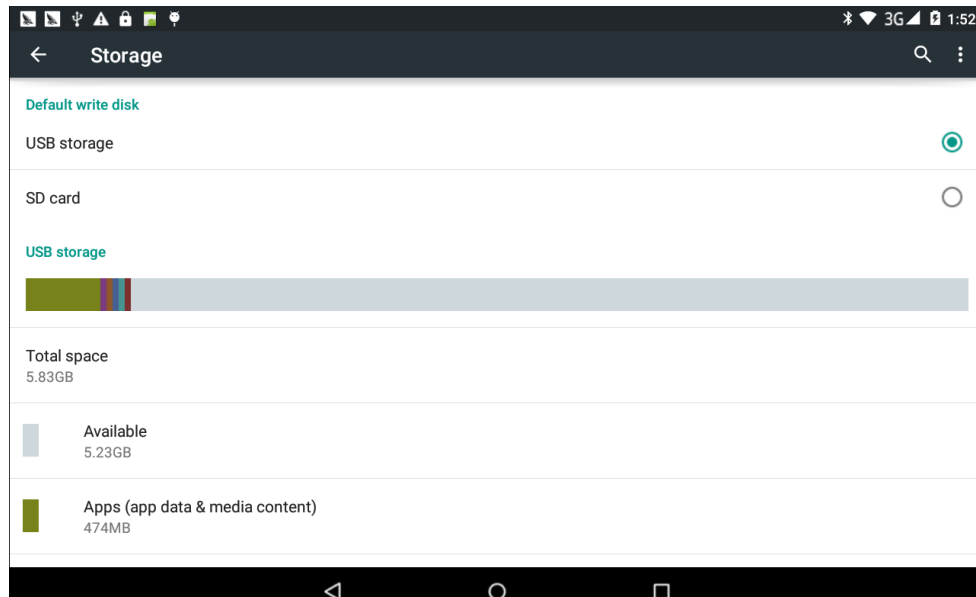 3G 1:52
Storage
Default write disk
USB storage
SD card
USB storage
Total space
5.83GB
Available
5.23GB
Apps (app data & media content)
474MB